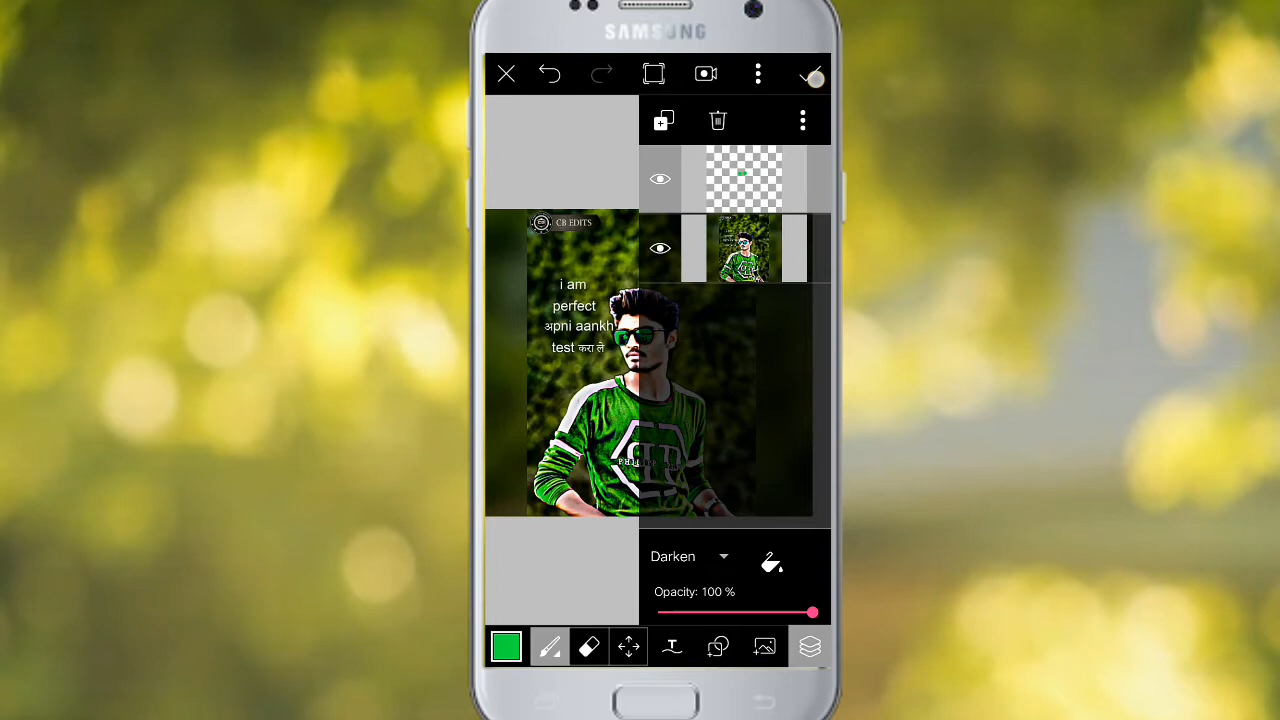 SAMSUNG
CB EDITS
i am
perfect
अpni aankh
test करा ले
Darken
Opacity: 100 %